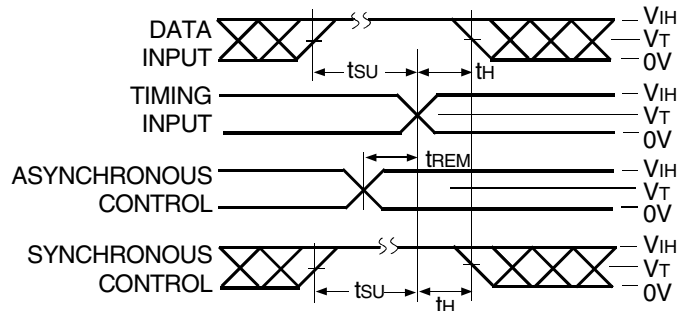 DATA
INPUT
tSU
tH
VIH
VT
0V
TIMING
INPUT
VIH
VT
0V
tREM
ASYNCHRONOUS
CONTROL
VIH
VT
0V
SYNCHRONOUS
CONTROL
tSU
tH
VIH
VT
0V